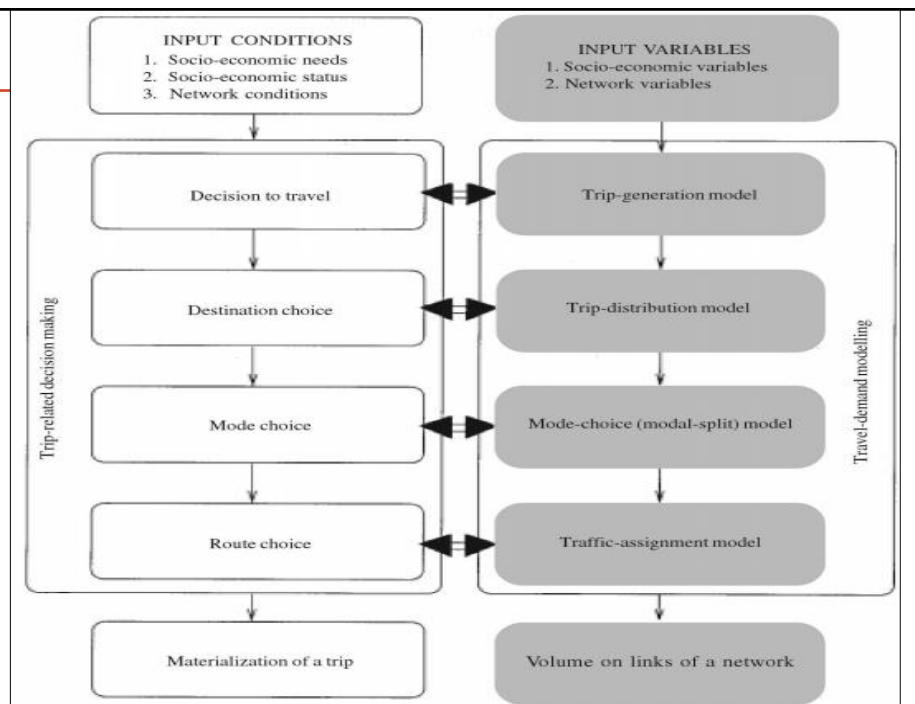 INPUT CONDITIONS
1. Socio-economic needs
2. Socio-economic status
3. Network conditions
INPUT VARIABLES
1. Socio-economic variables
2. Network variables
Trip-related decision making
Decision to travel
Trip-generation model
Destination choice
Trip-distribution model
Mode choice
Mode-choice (modal-split) model
Route choice
Traffic-assignment model
Travel-demand modelling
Materialization of a trip
Volume on links of a network